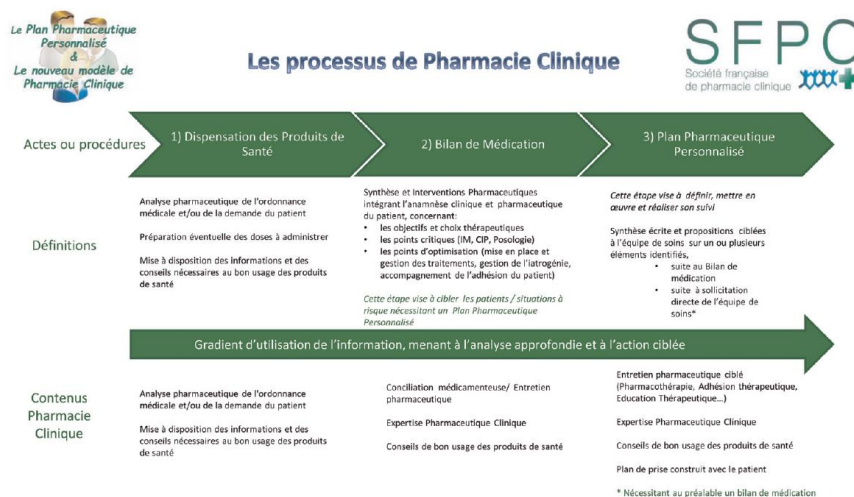 Le Plan Pharmaceutique
Personnalisé
&
Le nouveau modèle de
Pharmacie Clinique
Les processus de Pharmacie Clinique
SFPC
Société française
de pharmacie clinique
Actes ou procédures
1) Dispensation des Produits de
Santé
2) Bilan de Médication
3) Plan Pharmaceutique
Personnalisé
Définitions
Analyse pharmaceutique de l'ordonnance
médicale et/ou de la demande du patient
Préparation éventuelle des doses à administrer
Mise à disposition des informations et des
conseils nécessaires au bon usage des produits
de santé
Synthèse et Interventions Pharmaceutiques
intégrant l'anamnèse clinique et pharmaceutique
du patient, concernant:
• les objectifs et choix thérapeutiques
• les points critiques (IM, CIP, Posologie)
• les points d'optimisation (mise en place et
gestion des traitements, gestion de l'iatrogénie,
accompagnement de l'adhésion du patient)
Cette étape vise à cibler les patients / situations à
risque nécessitant un Plan Pharmaceutique
Personnalisé
Cette étape vise à définir, mettre en
œuvre et réaliser son suivi
Synthèse écrite et propositions ciblées
à l'équipe de soins sur un ou plusieurs
éléments identifiés,
• suite au Bilan de
médication
• suite à sollicitation
directe de l'équipe de
soins*
Gradient d'utilisation de l'information, menant à l'analyse approfondie et à l'action ciblée
Contenus
Pharmacie
Clinique
Analyse pharmaceutique de l'ordonnance
médicale et/ou de la demande du patient
Mise à disposition des informations et des
conseils nécessaires au bon usage des produits
de santé
Conciliation médicamenteuse/ Entretien
pharmaceutique
Expertise Pharmaceutique Clinique
Conseils de bon usage des produits de santé
Entretien pharmaceutique ciblé
(Pharmacothérapie, Adhésion thérapeutique,
Education Thérapeutique...)
Expertise Pharmaceutique Clinique
Conseils de bon usage des produits de santé
Plan de prise construit avec le patient
* Nécessitant au préalable un bilan de médication